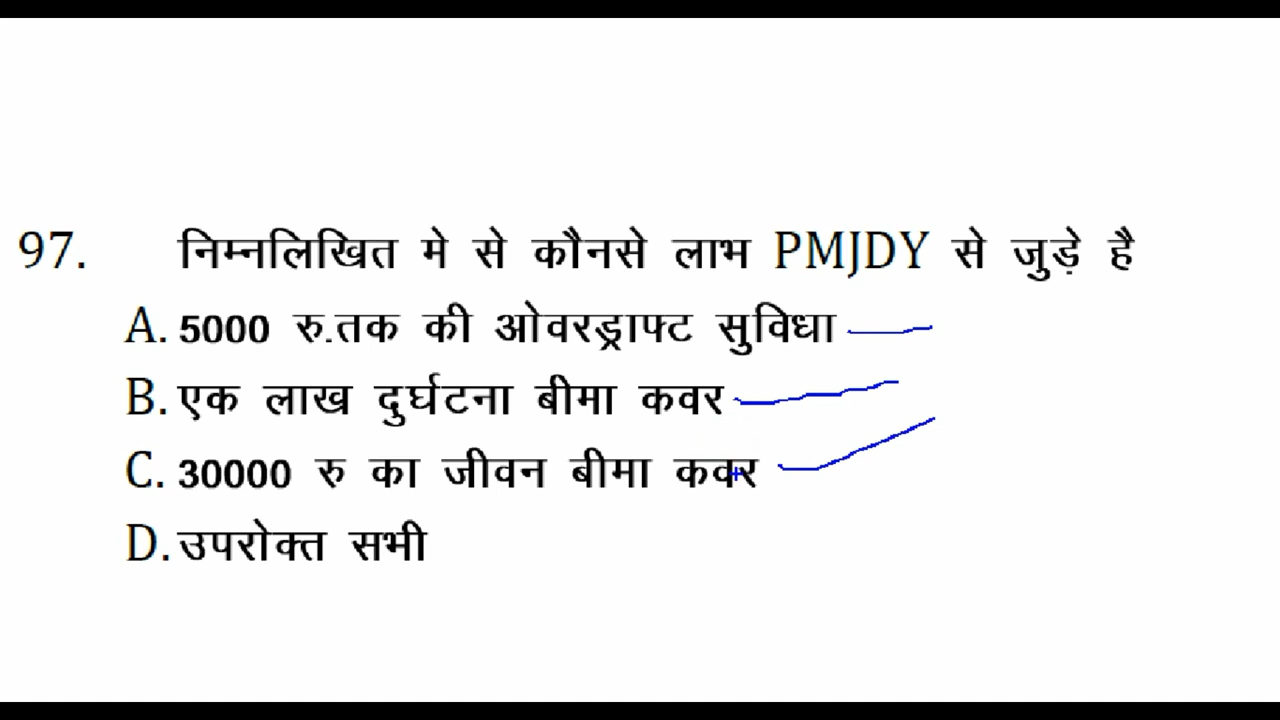 97. निम्नलिखित मे से कौनसे लाभ PMJDY से जुड़े है
A. 5000 रु.तक की ओवरड्राफ्ट सुविधा
B. एक लाख दुर्घटना बीमा कवर
C. 30000 रु का जीवन बीमा कवर
D. उपरोक्त सभी